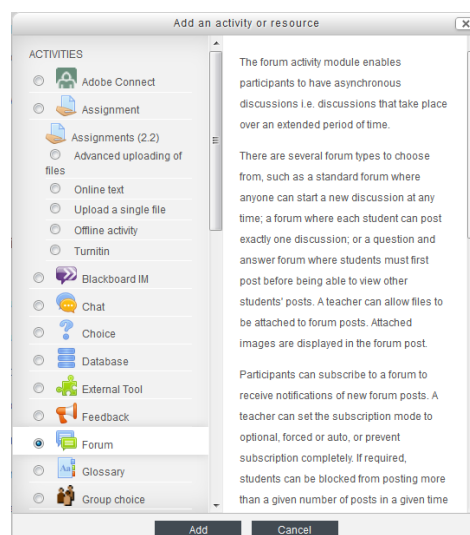 Add an activity or resource
ACTIVITIES
Adobe Connect
Assignment
Assignments (2.2)
Advanced uploading of
files
Online text
Upload a single file
Offline activity
Turnitin
Blackboard IM
Chat
Choice
Database
External Tool
Feedback
Forum
Glossary
Group choice
The forum activity module enables
participants to have asynchronous
discussions i.e. discussions that take place
over an extended period of time.
There are several forum types to choose
from, such as a standard forum where
anyone can start a new discussion at any
time; a forum where each student can post
exactly one discussion; or a question and
answer forum where students must first
post before being able to view other
students' posts. A teacher can allow files to
be attached to forum posts. Attached
images are displayed in the forum post.
Participants can subscribe to a forum to
receive notifications of new forum posts. A
teacher can set the subscription mode to
optional, forced or auto, or prevent
subscription completely. If required,
students can be blocked from posting more
than a given number of posts in a given time
Add
Cancel